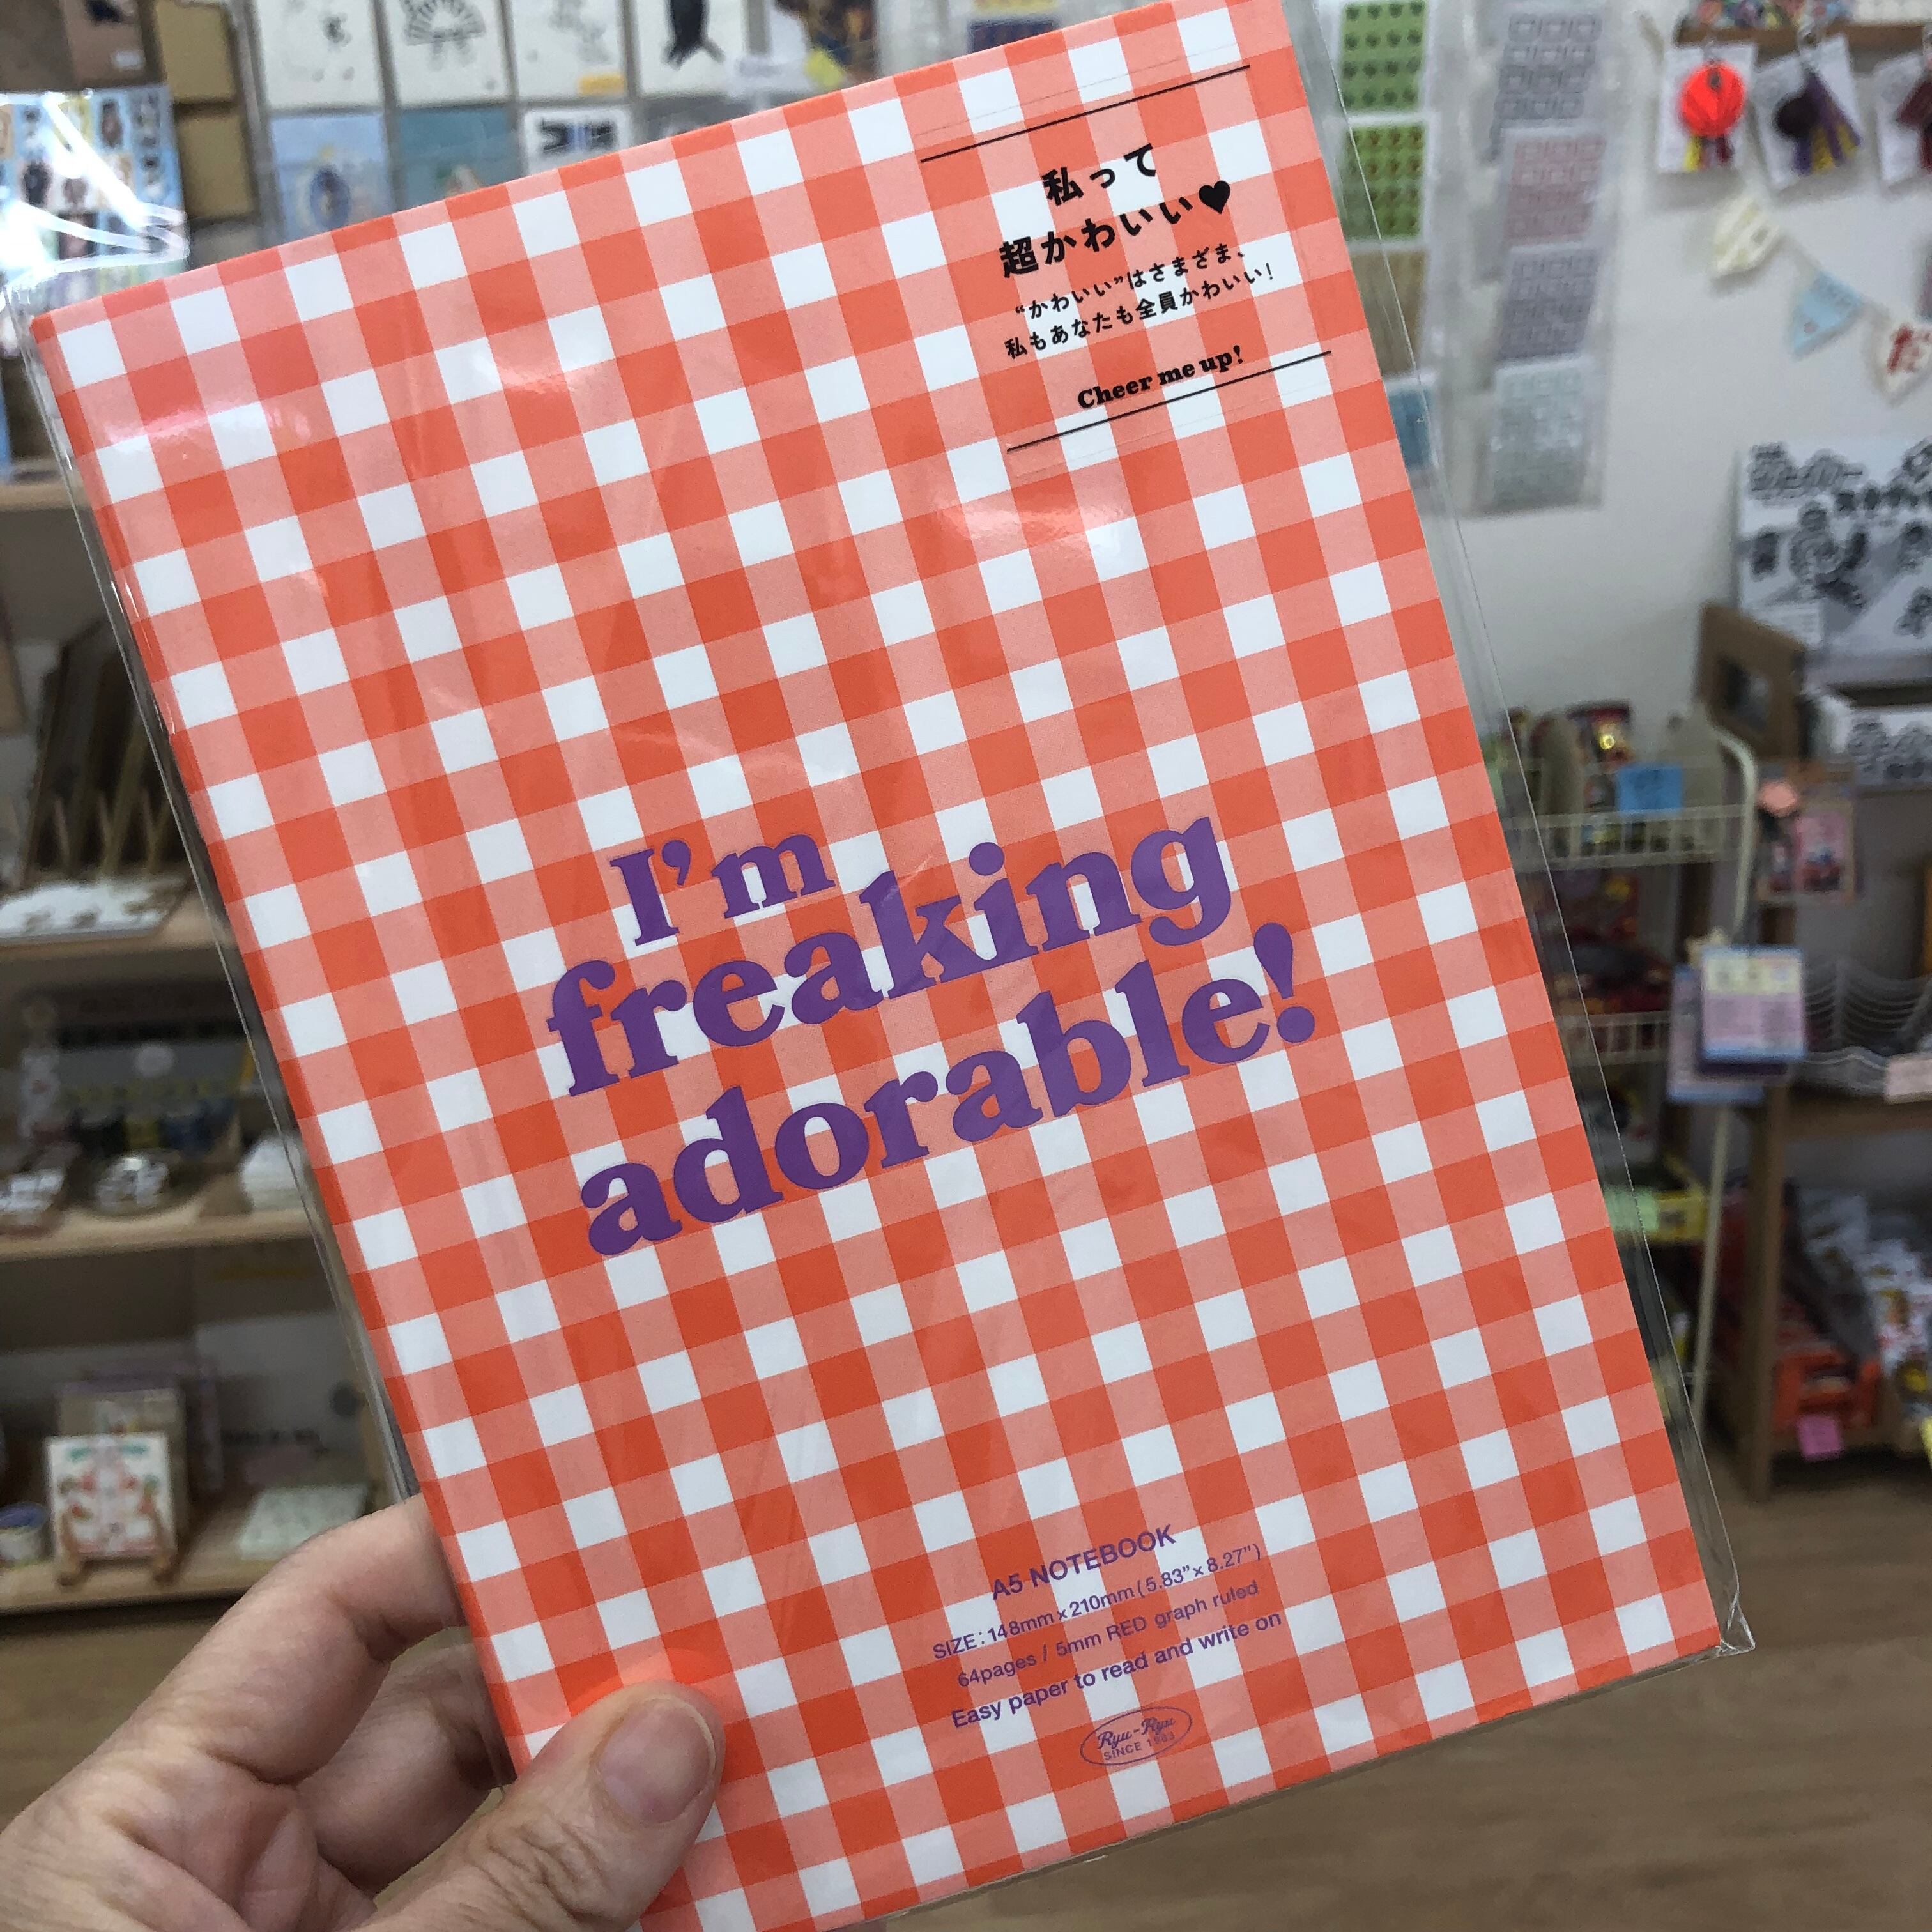 私って
超かわいい♥
“かわいい”はさまざま、
私もあなたも全員かわいい!
Cheer me up!
I’m
freaking
adorable!
A5 NOTEBOOK
SIZE:148mm×210mm(5.83”×8.27”)
64pages / 5mm RED graph ruled
Easy paper to read and write on
Ryu-Ryu
SINCE 1983
だ